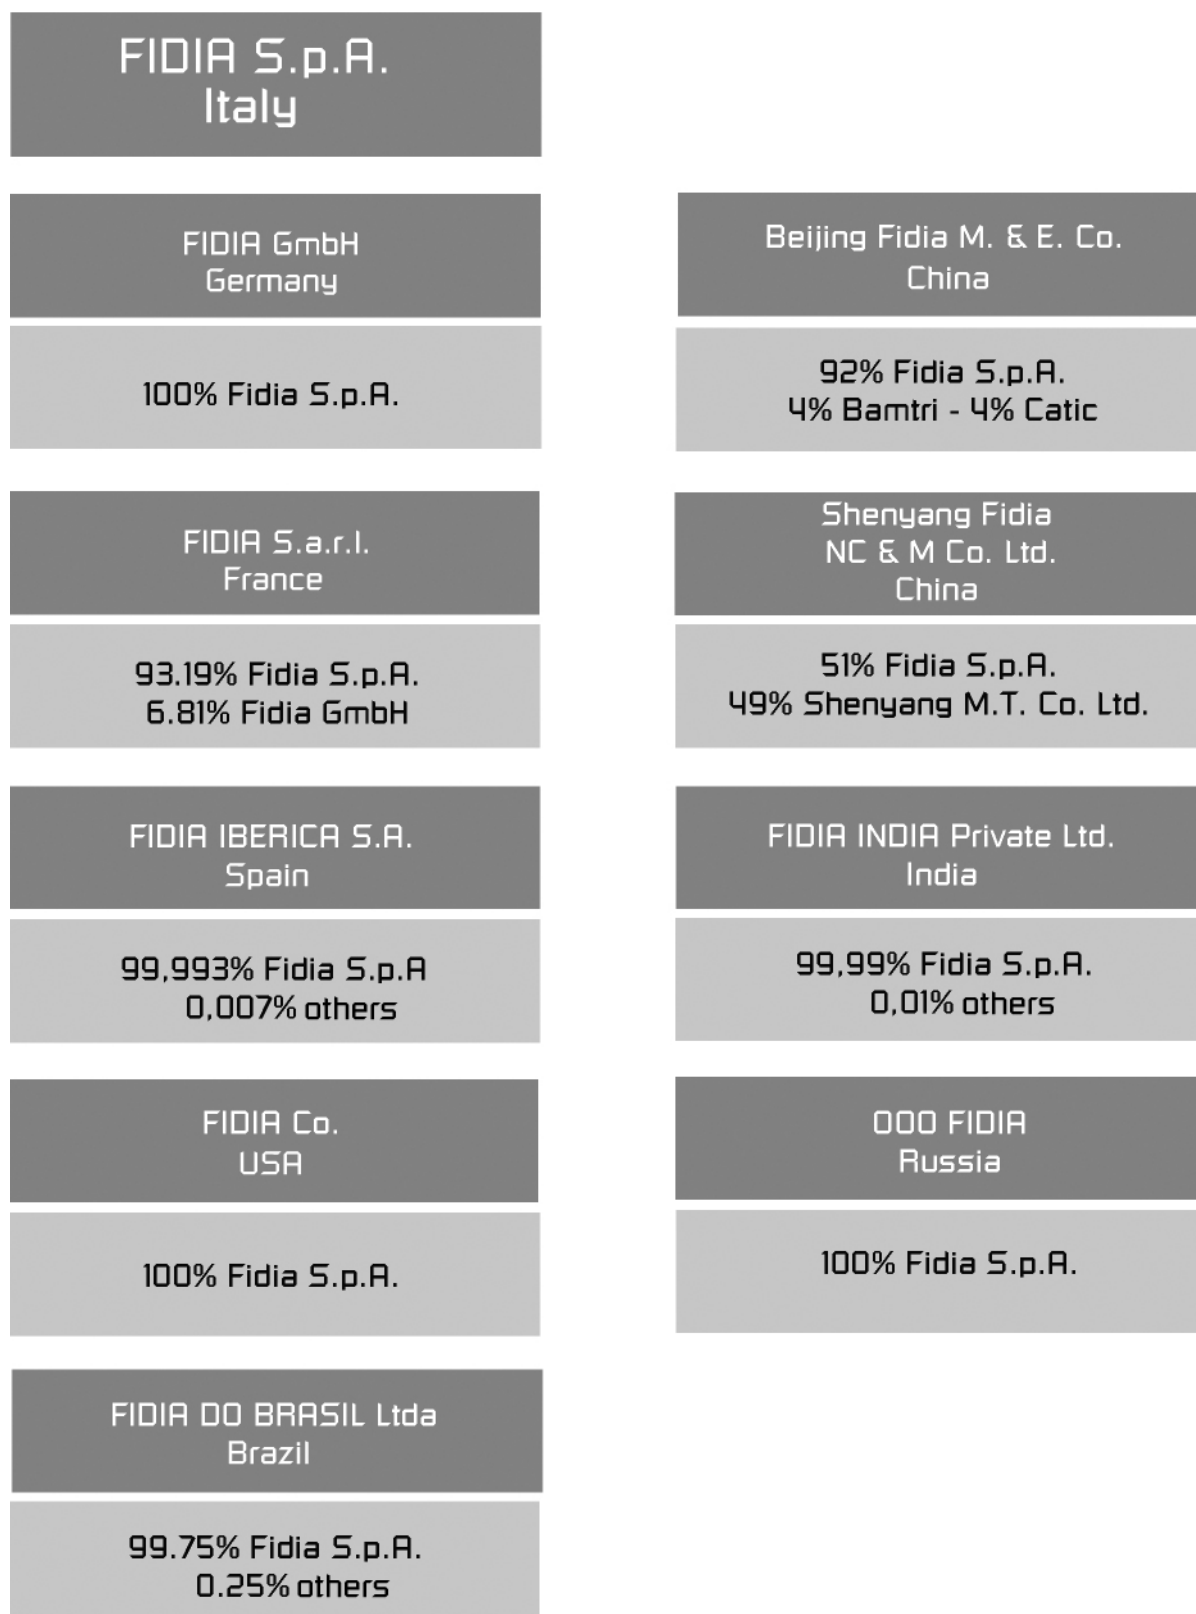 FIDIA S.p.A.
Italy
FIDIA GmbH
Germany
100% Fidia S.p.A.
FIDIA S.a.r.l.
France
93.19% Fidia S.p.A.
6.81% Fidia GmbH
FIDIA IBERICA S.A.
Spain
99,993% Fidia S.p.A
0,007% others
FIDIA Co.
USA
100% Fidia S.p.A.
FIDIA DO BRASIL Ltda
Brazil
99.75% Fidia S.p.A.
0.25% others
Beijing Fidia M. & E. Co.
China
92% Fidia S.p.A.
4% Bamtri - 4% Catic
Shenyang Fidia
NC & M Co. Ltd.
China
51% Fidia S.p.A.
49% Shenyang M.T. Co. Ltd.
FIDIA INDIA Private Ltd.
India
99,99% Fidia S.p.A.
0,01% others
OOO FIDIA
Russia
100% Fidia S.p.A.